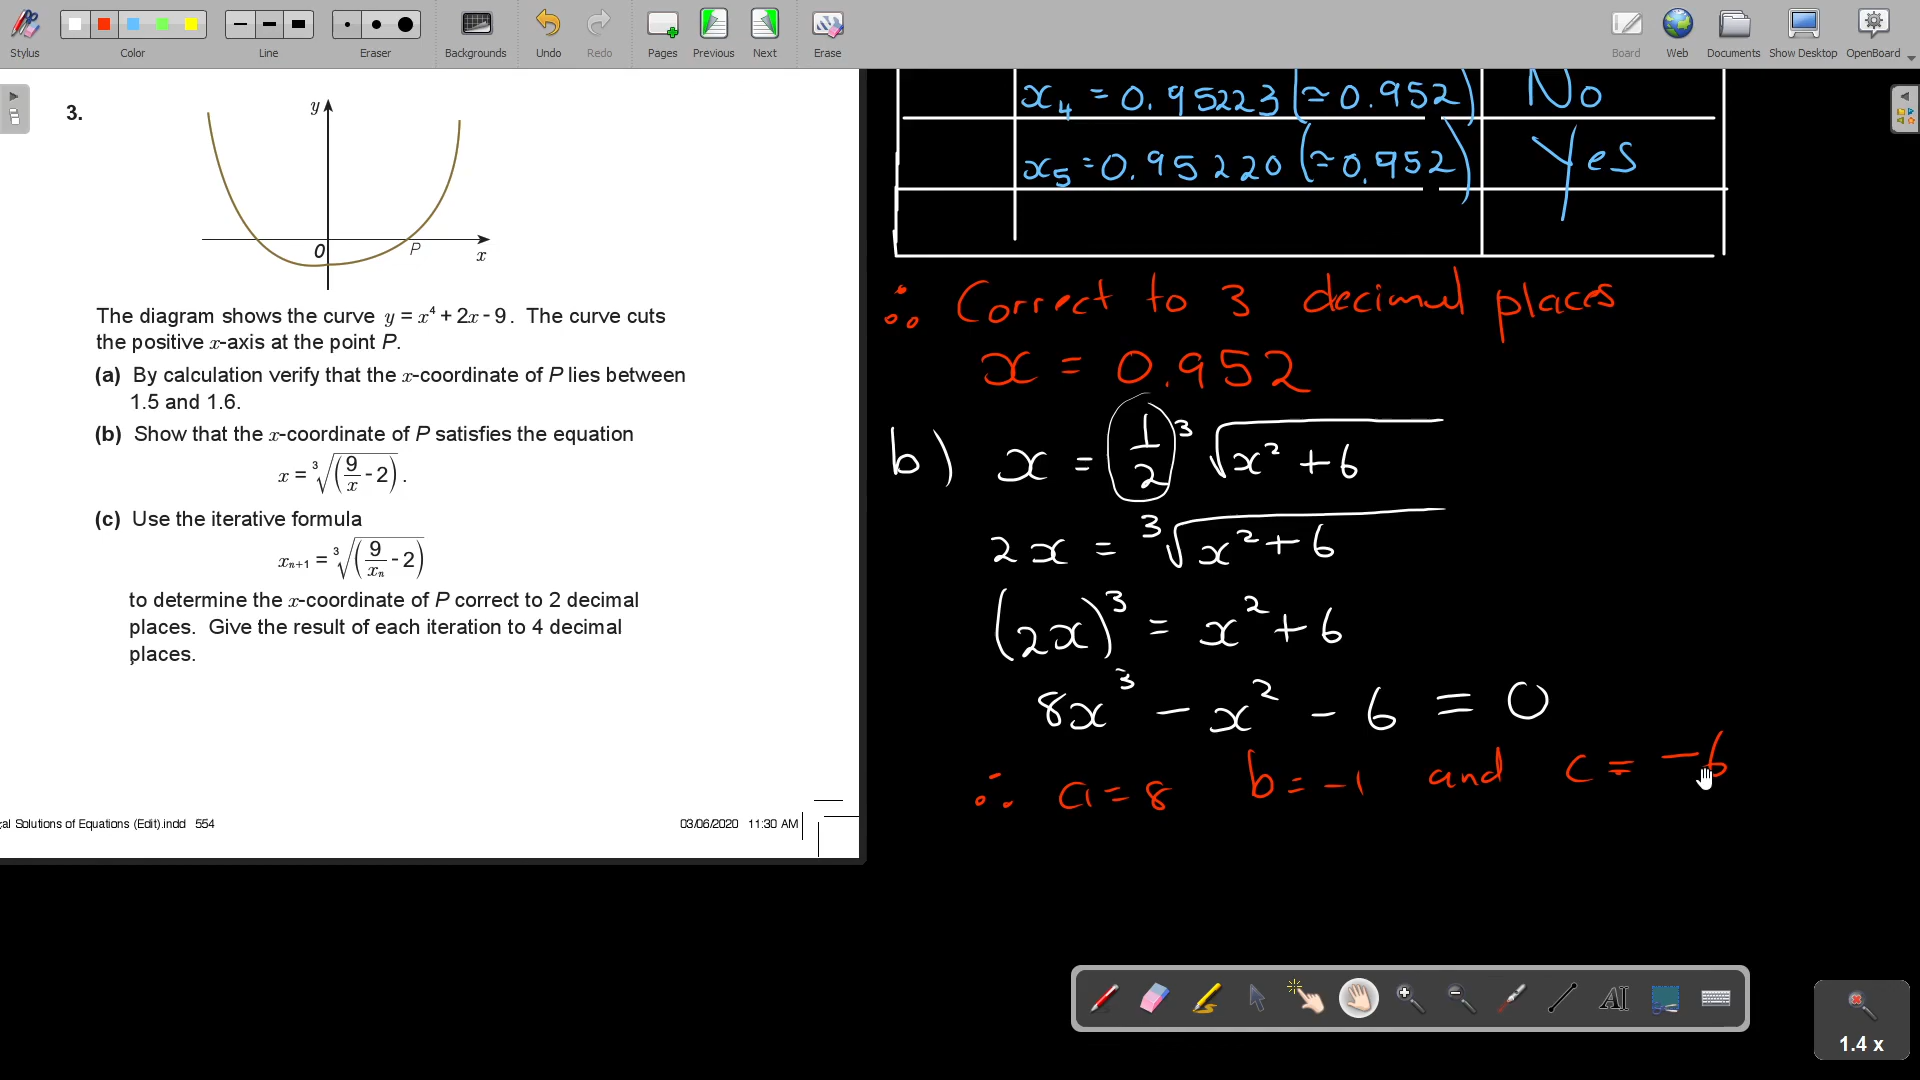 Stylus Color Line Eraser Backgrounds Undo Redo Pages Previous Next Erase Board Web Documents Show Desktop OpenBoard
3.
y
0 P x
The diagram shows the curve y = x⁴ + 2x - 9. The curve cuts
the positive x-axis at the point P.
(a) By calculation verify that the x-coordinate of P lies between
1.5 and 1.6.
(b) Show that the x-coordinate of P satisfies the equation
x = ∛(9/x - 2).
(c) Use the iterative formula
xₙ₊₁ = ∛(9/xₙ - 2)
to determine the x-coordinate of P correct to 2 decimal
places. Give the result of each iteration to 4 decimal
places.
al Solutions of Equations (Edit).indd 554 03/06/2020 11:30 AM
x₄ = 0.95223 (≃ 0.952) No
x₅ = 0.95220 (≃ 0.952) Yes
∴ Correct to 3 decimal places
x = 0.952
b) x = 1/2 ∛(x² + 6)
2x = ∛(x² + 6)
(2x)³ = x² + 6
8x³ - x² - 6 = 0
∴ a = 8 b = -1 and c = -6
1.4 x